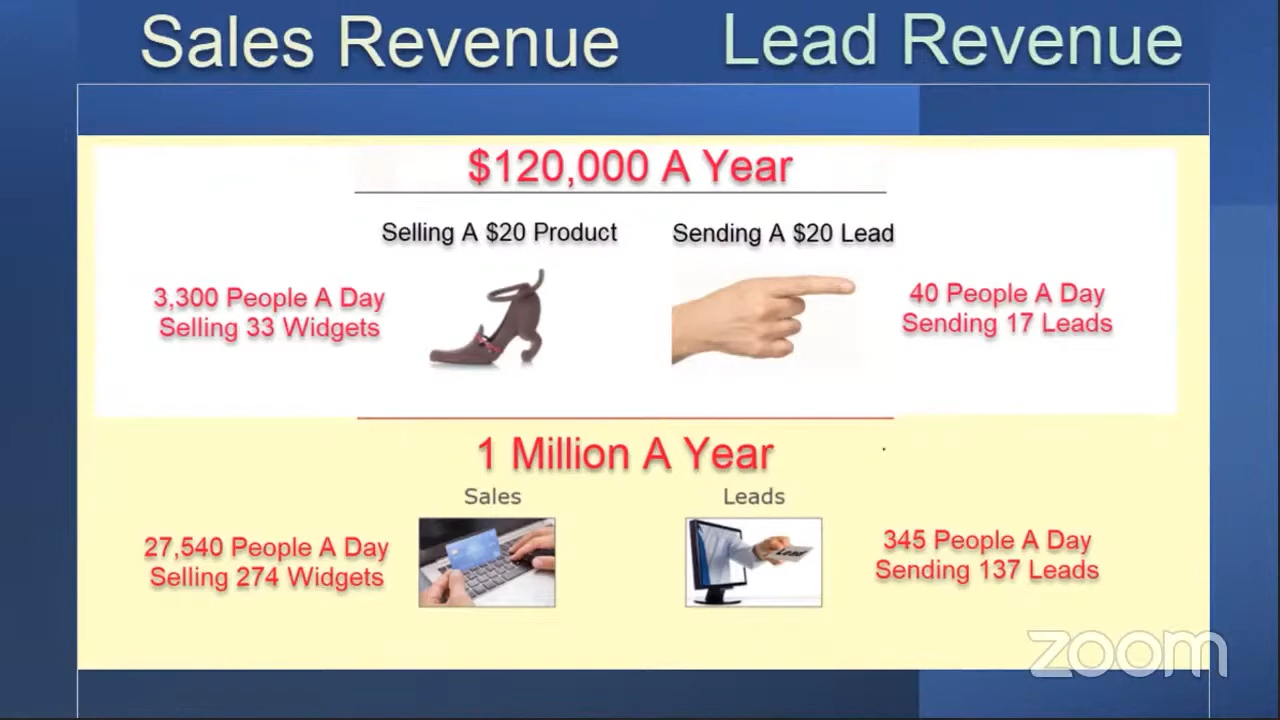 Sales Revenue
Lead Revenue
$120,000 A Year
Selling A $20 Product
Sending A $20 Lead
3,300 People A Day
Selling 33 Widgets
40 People A Day
Sending 17 Leads
1 Million A Year
Sales
Leads
27,540 People A Day
Selling 274 Widgets
Lead
345 People A Day
Sending 137 Leads
zoom